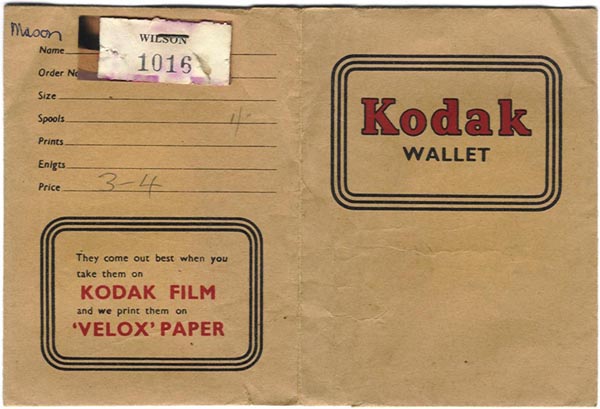 Mason
Name
WILSON
1016
Order No
Size
Spools
Prints
Enlgts
Price 3-4
They come out best when you
take them on
KODAK FILM
and we print them on
'VELOX' PAPER
Kodak
WALLET